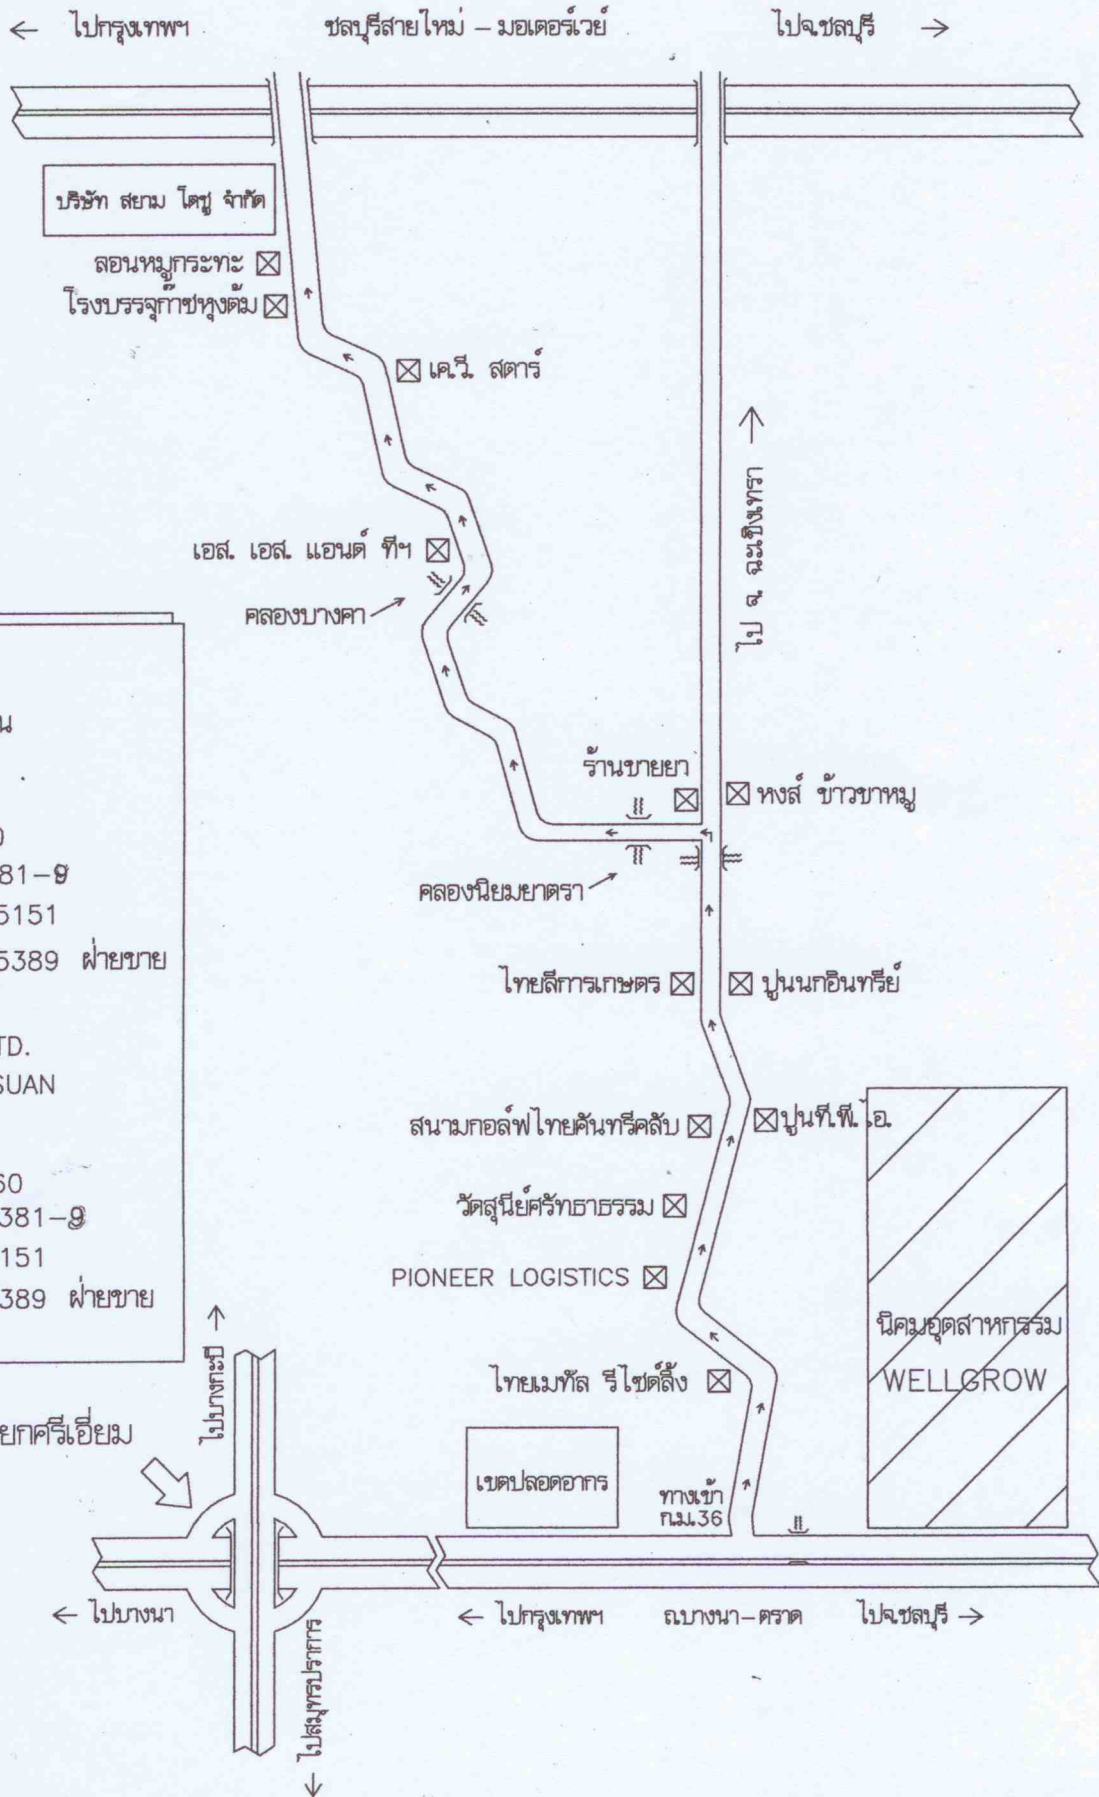 ← ไปกรุงเทพฯ ชลบุรีสายใหม่ – มอเตอร์เวย์ ไปจ.ชลบุรี →
บริษัท สยาม โตชู จำกัด
ลอนหมูกระทะ
โรงบรรจุก๊าซหุงต้ม
เค.วี. สตาร์
ไป จ. ฉะเชิงเทรา →
เอส. เอส. แอนด์ ทีฯ
คลองบางคา
น
0
81-9
5151
5389 ฝ่ายขาย
TD.
SUAN
60
381-9
151
389 ฝ่ายขาย
ร้านขายยา
หงส์ ข้าวขาหมู
คลองนิยมยาตรา
ไทยลีการเกษตร
ปูนนกอินทรีย์
สนามกอล์ฟไทยคันทรีคลับ
ปูนที.พี.ไอ.
วัดสุนีย์ศรัทธาธรรม
PIONEER LOGISTICS
นิคมอุตสาหกรรม
WELLGROW
ไทยเมทัล รีไซด์ลิ้ง
ไปบางกะปิ →
ยกศรีเอี่ยม
เขตปลอดอากร
ทางเข้า
ก.ม.36
← ไปบางนา
← ไปกรุงเทพฯ ถ.บางนา–ตราด ไปจ.ชลบุรี →
← ไปสมุทรปราการ